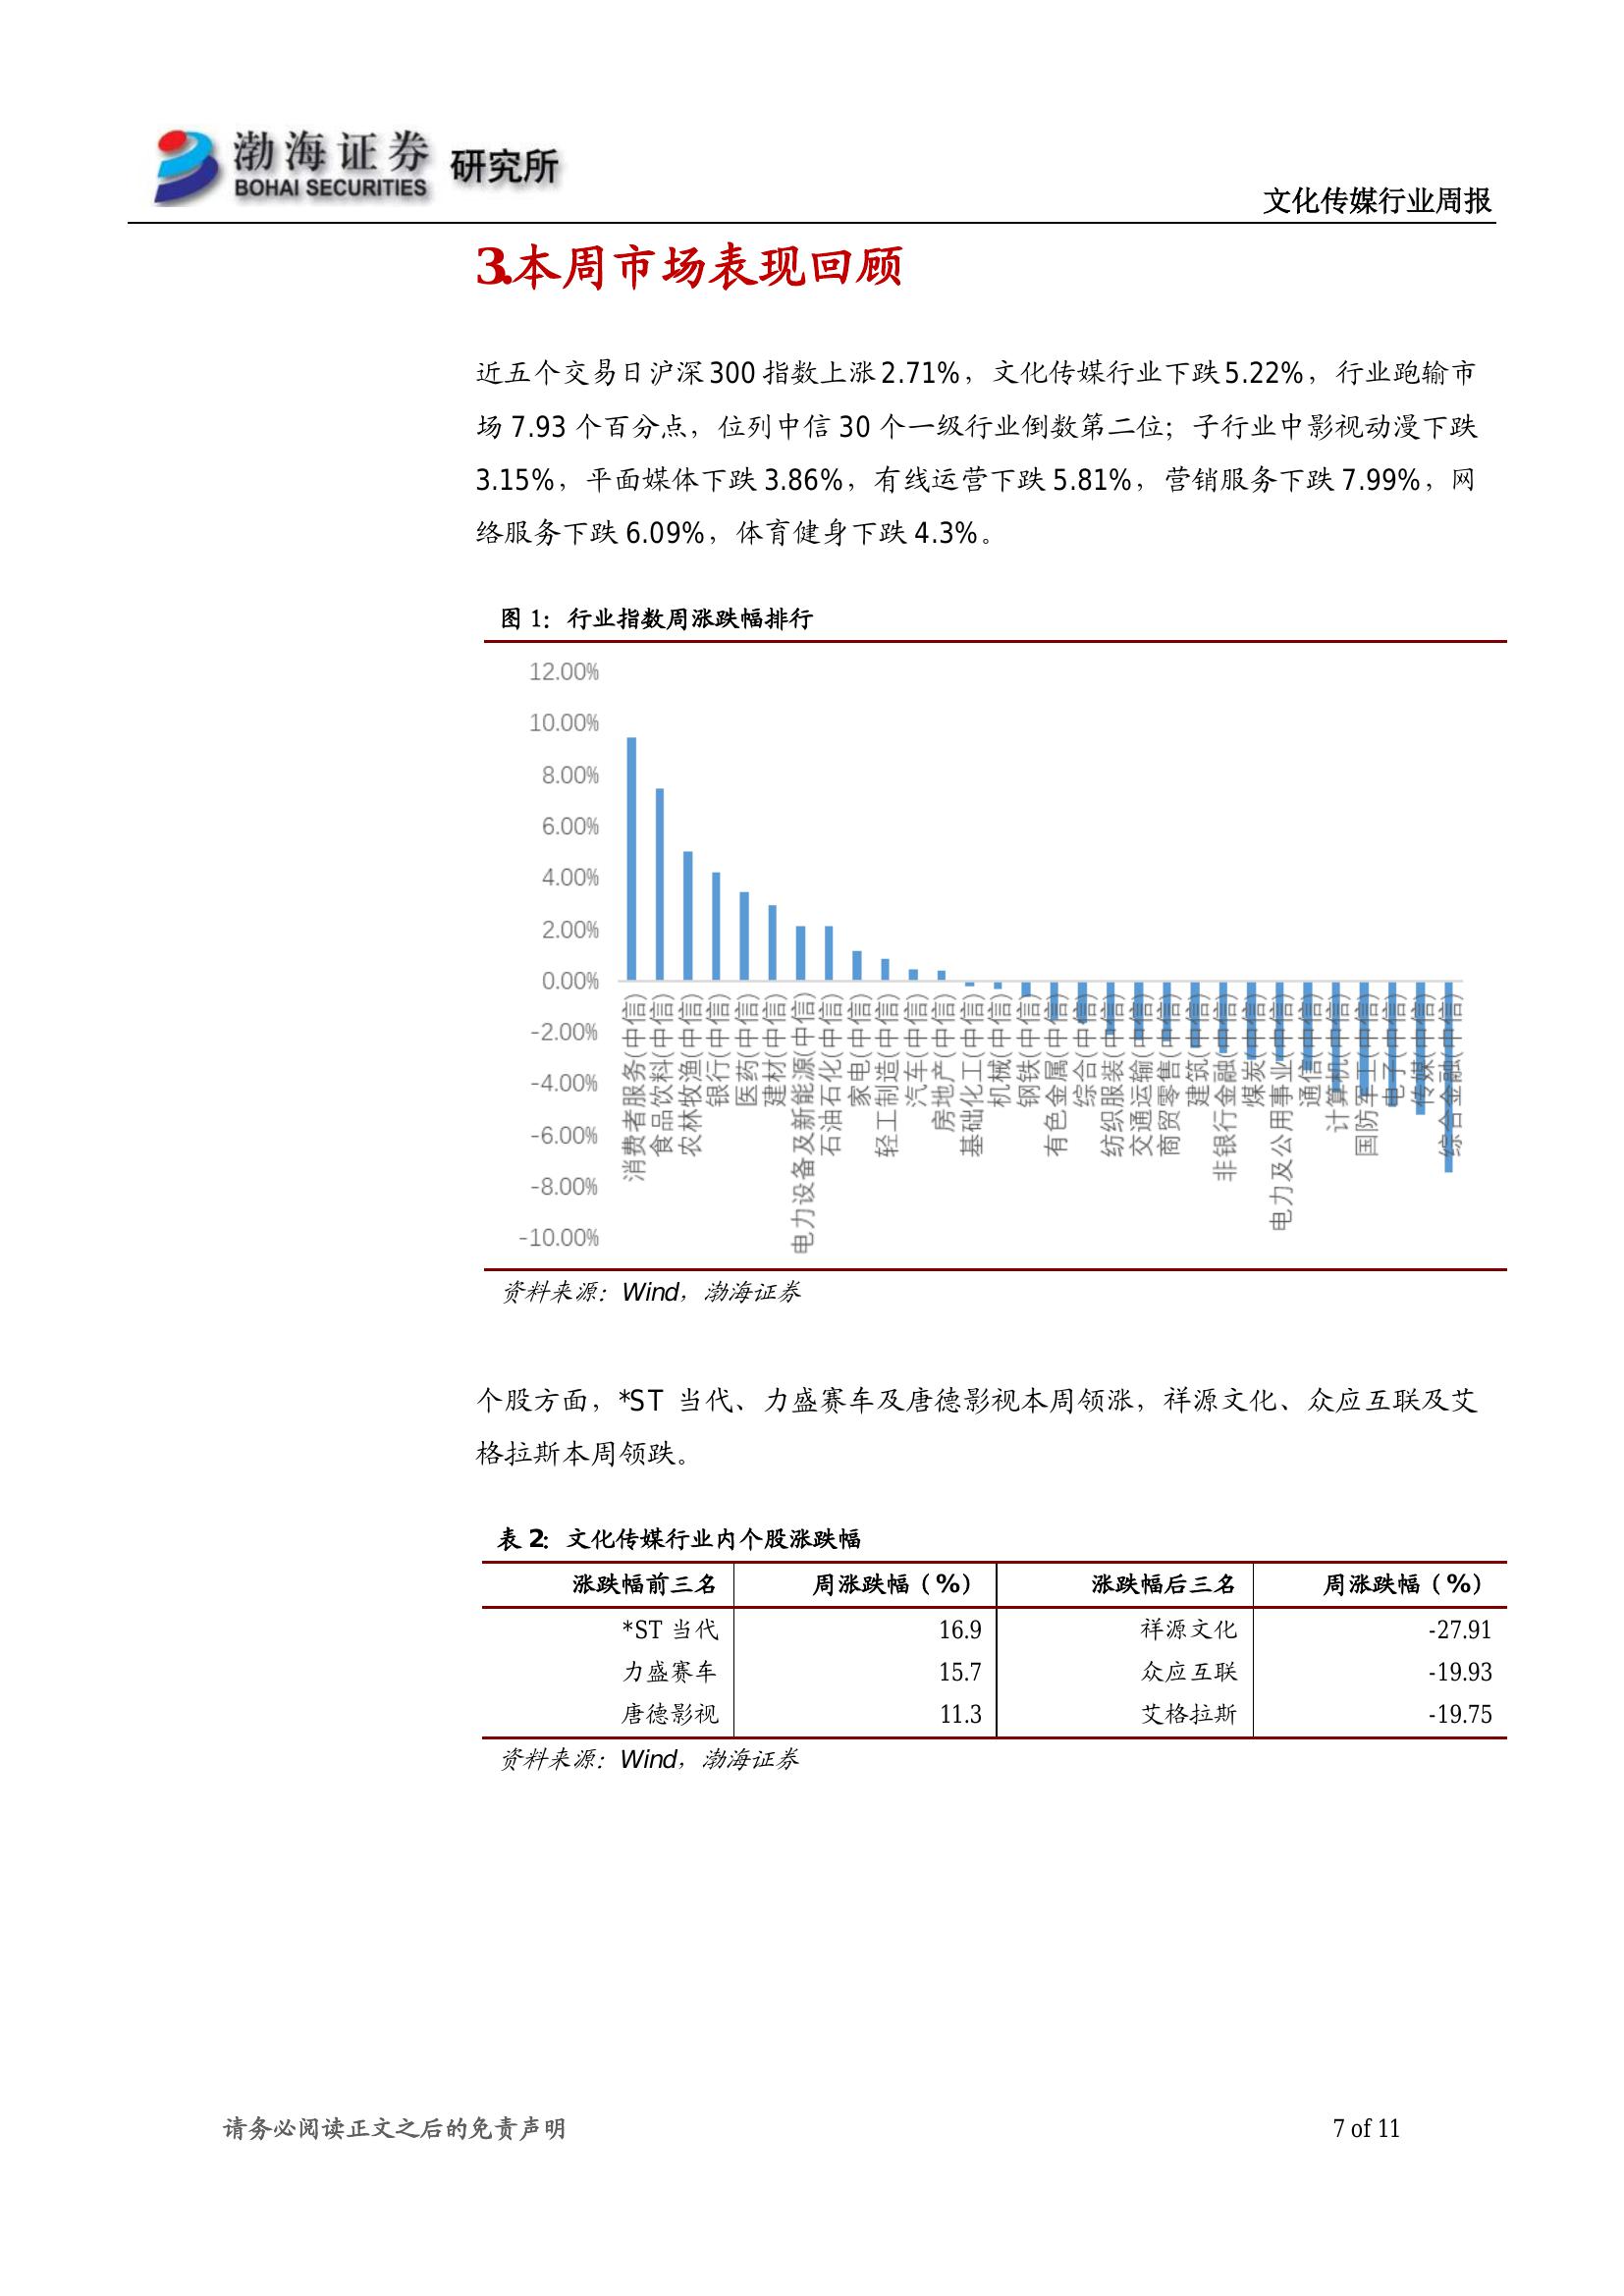 渤海证券
BOHAI SECURITIES
研究所
文化传媒行业周报
3.本周市场表现回顾
近五个交易日沪深 300 指数上涨 2.71%，文化传媒行业下跌 5.22%，行业跑输市
场 7.93 个百分点，位列中信 30 个一级行业倒数第二位；子行业中影视动漫下跌
3.15%，平面媒体下跌 3.86%，有线运营下跌 5.81%，营销服务下跌 7.99%，网
络服务下跌 6.09%，体育健身下跌 4.3%。
图 1：行业指数周涨跌幅排行
12.00%
10.00%
8.00%
6.00%
4.00%
2.00%
0.00%
-2.00%
-4.00%
-6.00%
-8.00%
-10.00%
消费者服务(中信)
食品饮料(中信)
农林牧渔(中信)
银行(中信)
医药(中信)
建材(中信)
电力设备及新能源(中信)
石油石化(中信)
家电(中信)
轻工制造(中信)
汽车(中信)
房地产(中信)
基础化工(中信)
机械(中信)
钢铁(中信)
有色金属(中信)
综合(中信)
纺织服装(中信)
交通运输(中信)
商贸零售(中信)
建筑(中信)
非银行金融(中信)
煤炭(中信)
电力及公用事业(中信)
通信(中信)
计算机(中信)
国防军工(中信)
电子(中信)
传媒(中信)
综合金融(中信)
资料来源：Wind，渤海证券
个股方面，*ST 当代、力盛赛车及唐德影视本周领涨，祥源文化、众应互联及艾
格拉斯本周领跌。
表 2：文化传媒行业内个股涨跌幅
涨跌幅前三名 周涨跌幅（%） 涨跌幅后三名 周涨跌幅（%）
*ST 当代 16.9 祥源文化 -27.91
力盛赛车 15.7 众应互联 -19.93
唐德影视 11.3 艾格拉斯 -19.75
资料来源：Wind，渤海证券
请务必阅读正文之后的免责声明
7 of 11